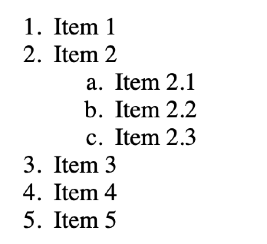 1. Item 1
2. Item 2
a. Item 2.1
b. Item 2.2
c. Item 2.3
3. Item 3
4. Item 4
5. Item 5